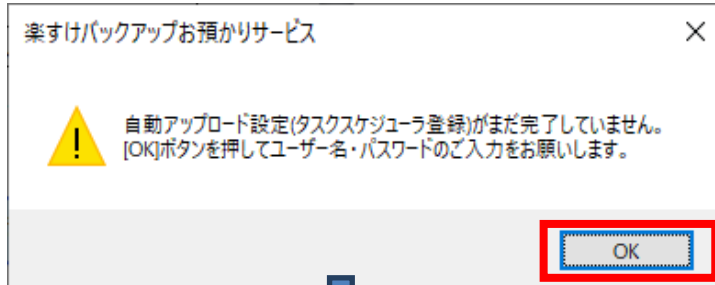 楽すけバックアップお預かりサービス
自動アップロード設定(タスクスケジューラ登録)がまだ完了していません。
[OK]ボタンを押してユーザー名・パスワードのご入力をお願いします。
OK